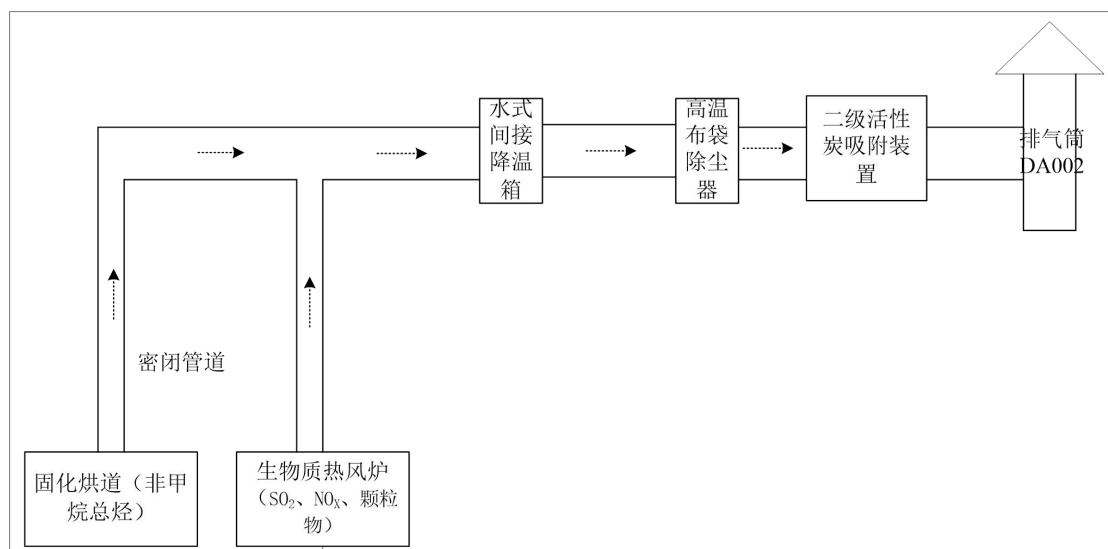 水式
间接
降温
箱
高温
布袋
除尘
器
二级活性
炭吸附装
置
排气筒
DA002
密闭管道
固化烘道（非甲
烷总烃）
生物质热风炉
（SO₂、NOₓ、颗粒
物）